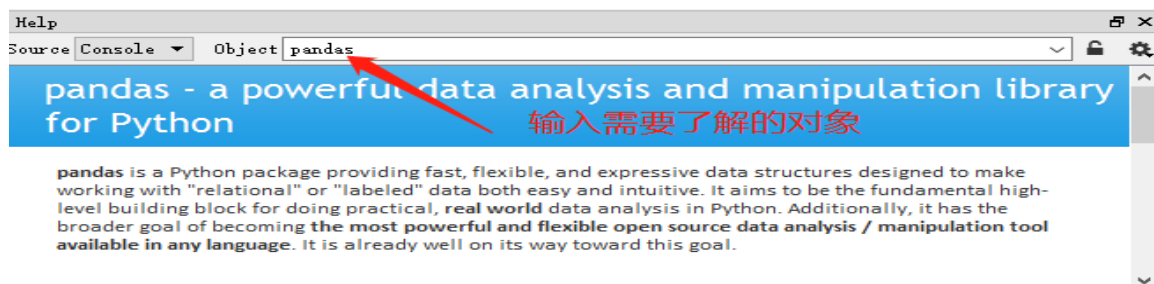 Help
Source Console Object pandas
pandas - a powerful data analysis and manipulation library
for Python
输入需要了解的对象
pandas is a Python package providing fast, flexible, and expressive data structures designed to make
working with "relational" or "labeled" data both easy and intuitive. It aims to be the fundamental high-
level building block for doing practical, real world data analysis in Python. Additionally, it has the
broader goal of becoming the most powerful and flexible open source data analysis / manipulation tool
available in any language. It is already well on its way toward this goal.